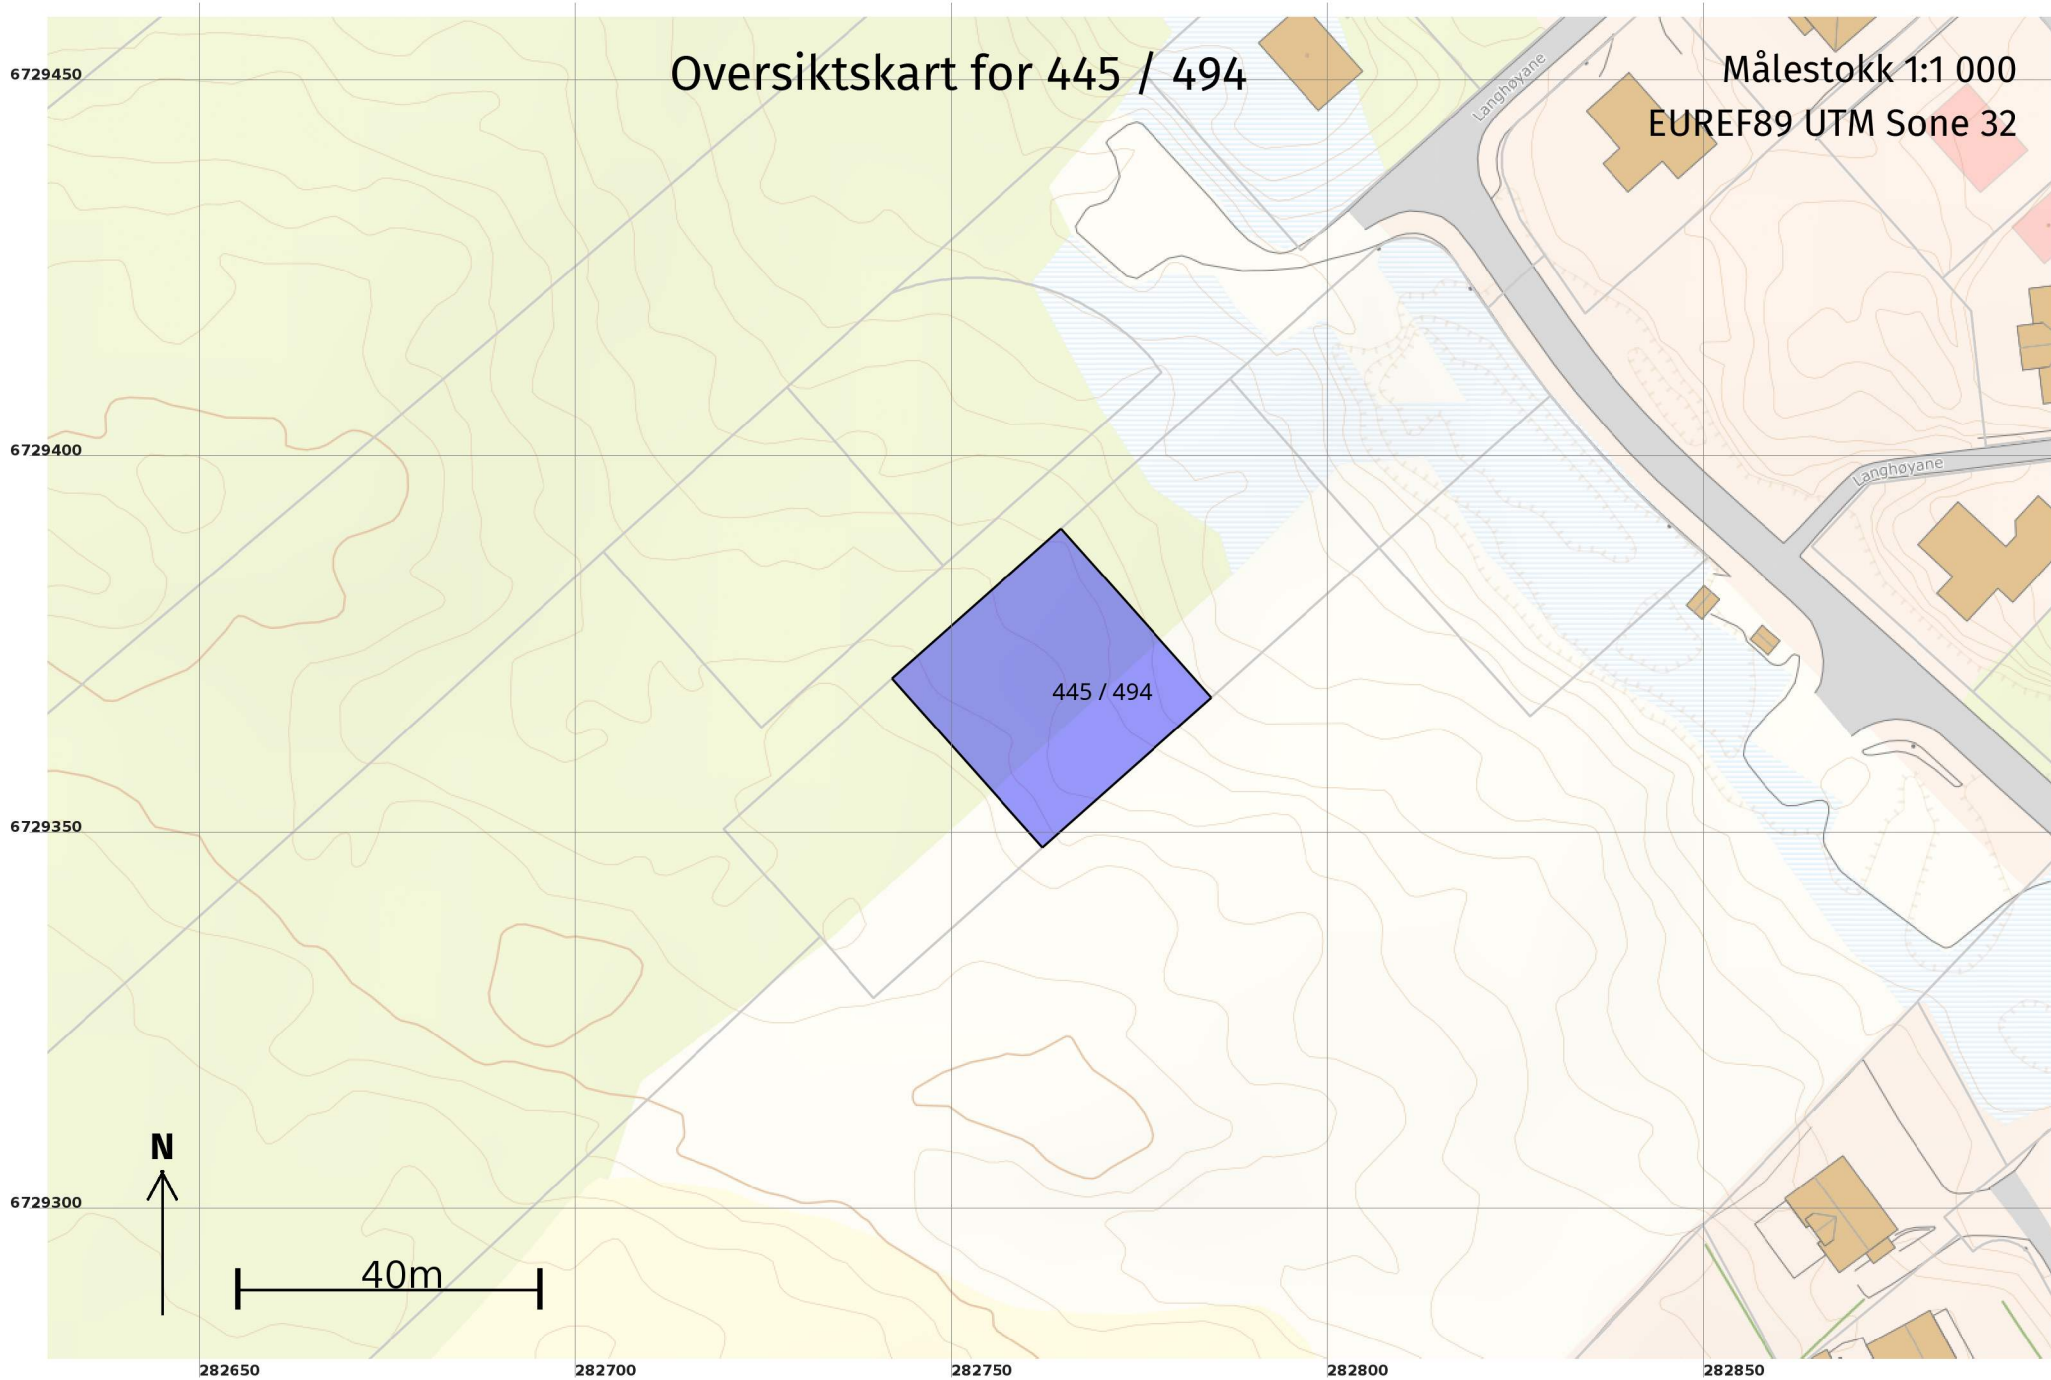 Oversiktskart for 445 / 494
Målestokk 1:1 000
EUREF89 UTM Sone 32
6729450
Langhøyane
6729400
Langhøyane
445 / 494
6729350
N
6729300
40m
282650
282700
282750
282800
282850